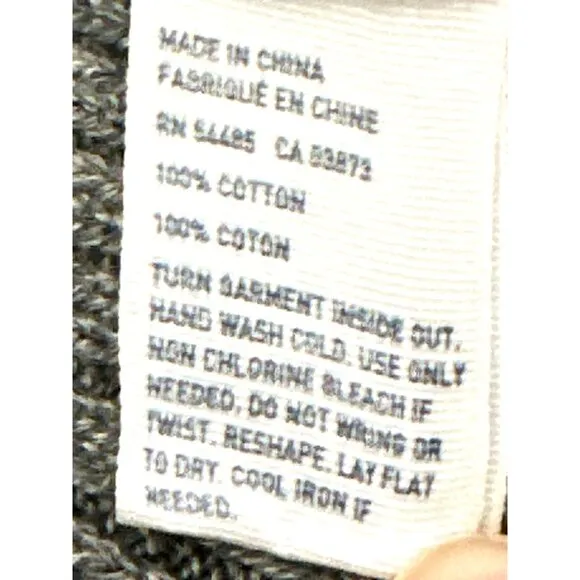 MADE IN CHINA
FABRIQUÉ EN CHINE
RN 54485 CA 03873
100% COTTON
100% COTON
TURN GARMENT INSIDE OUT.
HAND WASH COLD. USE ONLY
NON CHLORINE BLEACH IF
NEEDED. DO NOT WRING OR
TWIST. RESHAPE. LAY FLAY
TO DRY. COOL IRON IF
NEEDED.